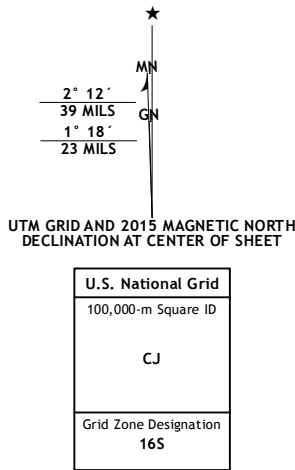 ★
MN
2° 12´
39 MILS
GN
1° 18´
23 MILS
UTM GRID AND 2015 MAGNETIC NORTH
DECLINATION AT CENTER OF SHEET
U.S. National Grid
100,000-m Square ID
CJ
Grid Zone Designation
16S